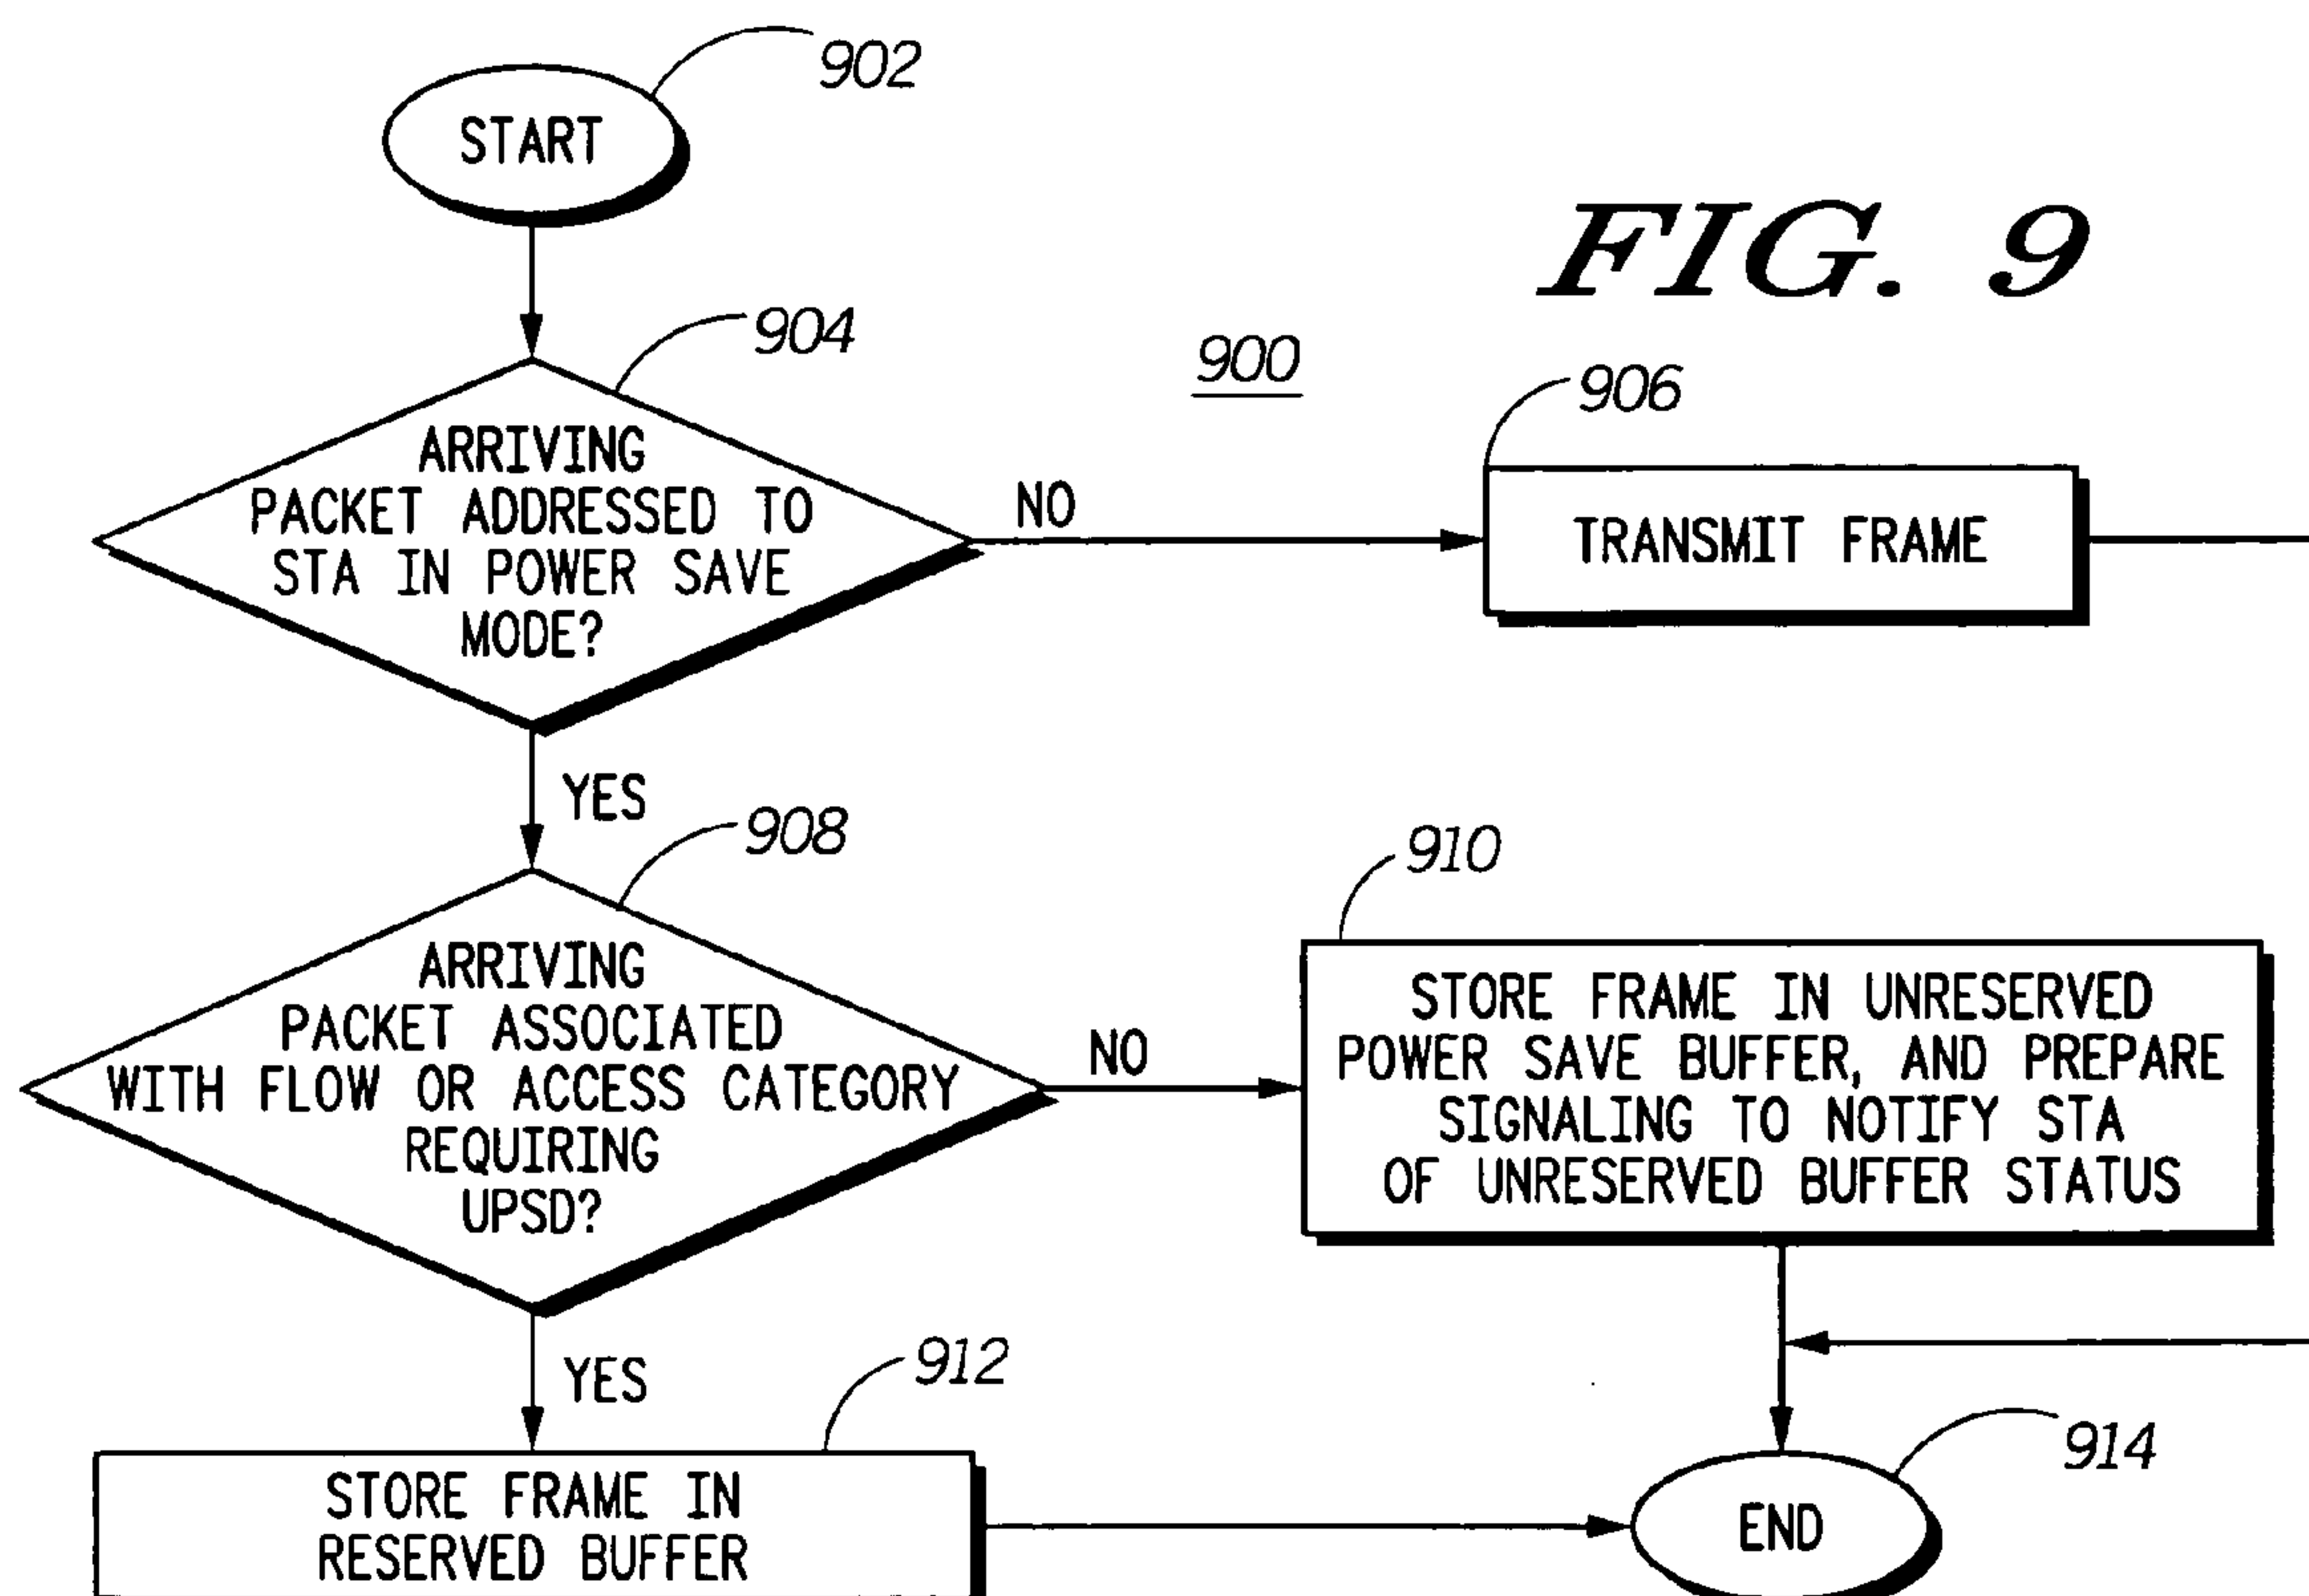 902
START
FIG. 9
904
900
906
ARRIVING
PACKET ADDRESSED TO
STA IN POWER SAVE
MODE?
NO
TRANSMIT FRAME
YES
908
910
ARRIVING
PACKET ASSOCIATED
WITH FLOW OR ACCESS CATEGORY
REQUIRING
UPSD?
NO
STORE FRAME IN UNRESERVED
POWER SAVE BUFFER, AND PREPARE
SIGNALING TO NOTIFY STA
OF UNRESERVED BUFFER STATUS
YES
912
914
STORE FRAME IN
RESERVED BUFFER
END